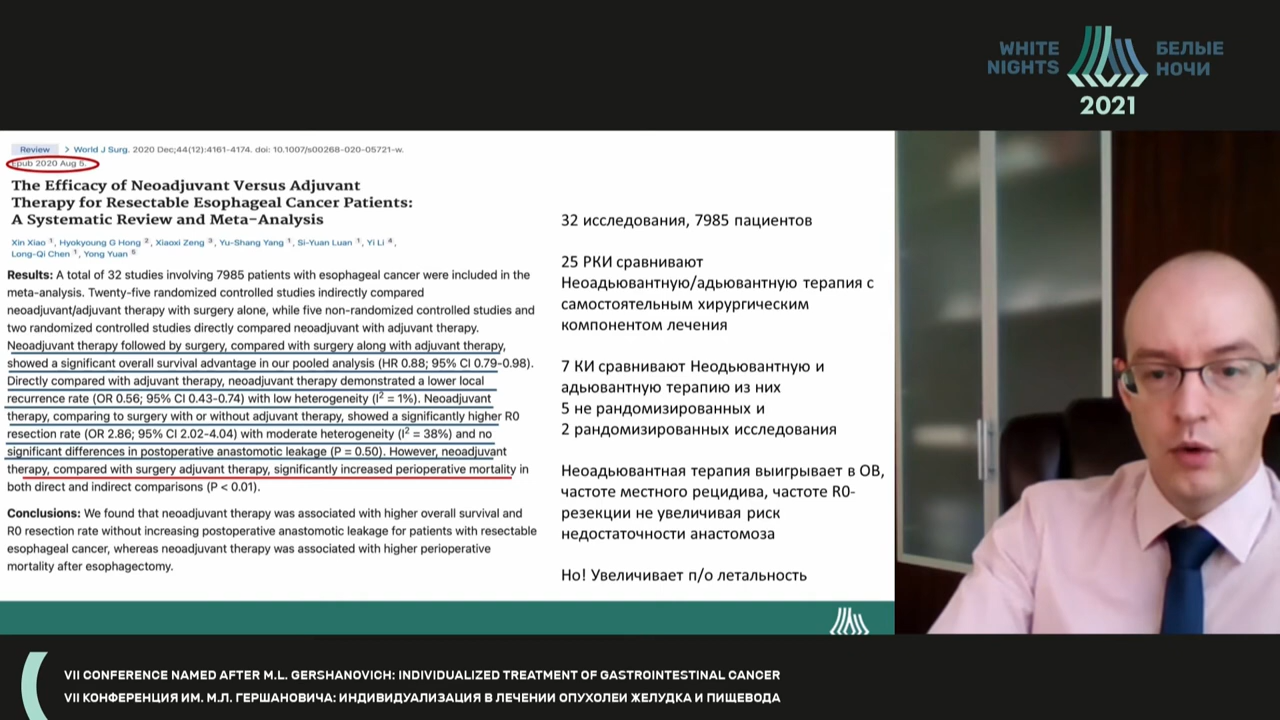 WHITE NIGHTS
БЕЛЫЕ НОЧИ
2021
Review > World J Surg. 2020 Dec;44(12):4161-4174. doi: 10.1007/s00268-020-05721-w.
Epub 2020 Aug 5.
The Efficacy of Neoadjuvant Versus Adjuvant
Therapy for Resectable Esophageal Cancer Patients:
A Systematic Review and Meta-Analysis
Xin Xiao 1, Hyokyoung G Hong 2, Xiaoxi Zeng 3, Yu-Shang Yang 1, Si-Yuan Luan 1, Yi Li 4,
Long-Qi Chen 1, Yong Yuan 5
Results: A total of 32 studies involving 7985 patients with esophageal cancer were included in the
meta-analysis. Twenty-five randomized controlled studies indirectly compared
neoadjuvant/adjuvant therapy with surgery alone, while five non-randomized controlled studies and
two randomized controlled studies directly compared neoadjuvant with adjuvant therapy.
Neoadjuvant therapy followed by surgery, compared with surgery along with adjuvant therapy,
showed a significant overall survival advantage in our pooled analysis (HR 0.88; 95% CI 0.79-0.98).
Directly compared with adjuvant therapy, neoadjuvant therapy demonstrated a lower local
recurrence rate (OR 0.56; 95% CI 0.43-0.74) with low heterogeneity (I2 = 1%). Neoadjuvant
therapy, comparing to surgery with or without adjuvant therapy, showed a significantly higher R0
resection rate (OR 2.86; 95% CI 2.02-4.04) with moderate heterogeneity (I2 = 38%) and no
significant differences in postoperative anastomotic leakage (P = 0.50). However, neoadjuvant
therapy, compared with surgery adjuvant therapy, significantly increased perioperative mortality in
both direct and indirect comparisons (P < 0.01).
Conclusions: We found that neoadjuvant therapy was associated with higher overall survival and
R0 resection rate without increasing postoperative anastomotic leakage for patients with resectable
esophageal cancer, whereas neoadjuvant therapy was associated with higher perioperative
mortality after esophagectomy.
32 исследования, 7985 пациентов
25 РКИ сравнивают
Неоадьювантную/адьювантную терапия с
самостоятельным хирургическим
компонентом лечения
7 КИ сравнивают Неодьювантную и
адьювантную терапию из них
5 не рандомизированных и
2 рандомизированных исследования
Неоадьювантная терапия выигрывает в ОВ,
частоте местного рецидива, частоте R0-
резекции не увеличивая риск
недостаточности анастомоза
Но! Увеличивает п/о летальность
VII CONFERENCE NAMED AFTER M.L. GERSHANOVICH: INDIVIDUALIZED TREATMENT OF GASTROINTESTINAL CANCER
VII КОНФЕРЕНЦИЯ ИМ. М.Л. ГЕРШАНОВИЧА: ИНДИВИДУАЛИЗАЦИЯ В ЛЕЧЕНИИ ОПУХОЛЕЙ ЖЕЛУДКА И ПИЩЕВОДА